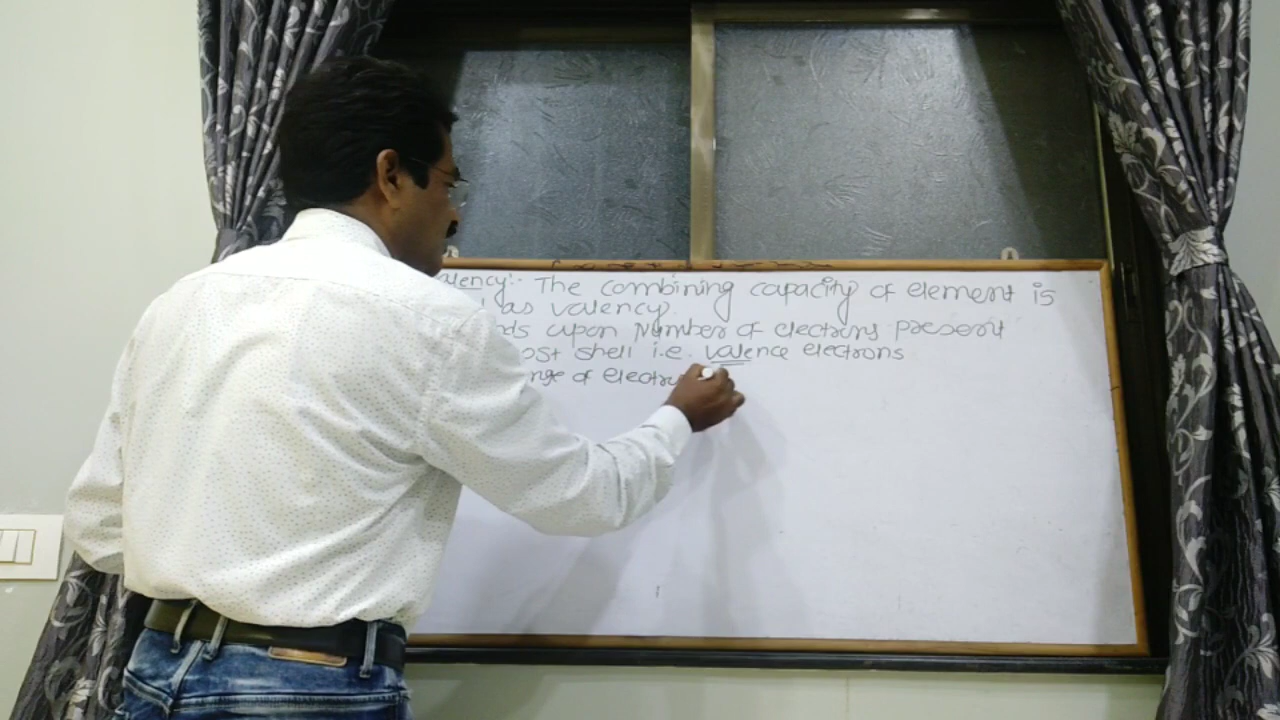 alency:- The combining capacity of element is
as valency.
nds upon Number of electrons present
ost shell i.e. valence electrons
nge of electr